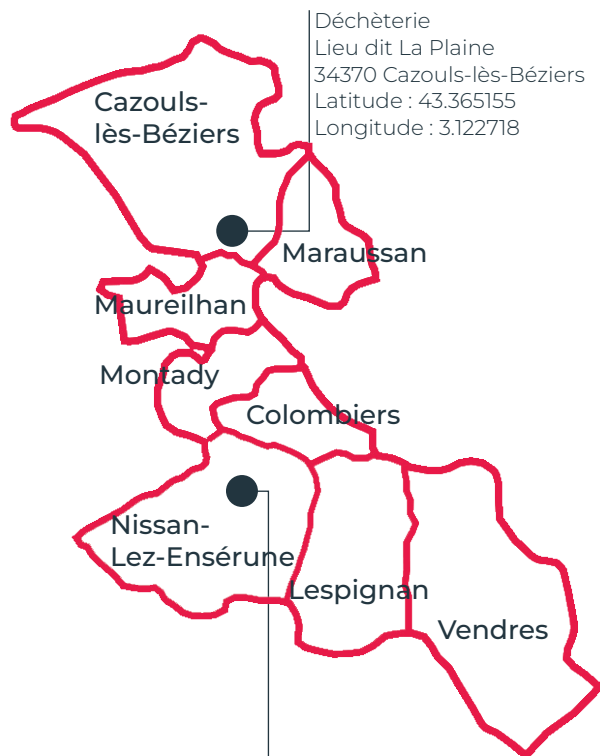 Déchèterie
Lieu dit La Plaine
34370 Cazouls-lès-Béziers
Latitude : 43.365155
Longitude : 3.122718
Cazouls-
lès-Béziers
Maraussan
Maureilhan
Montady
Colombiers
Nissan-
Lez-Ensérune
Lespignan
Vendres